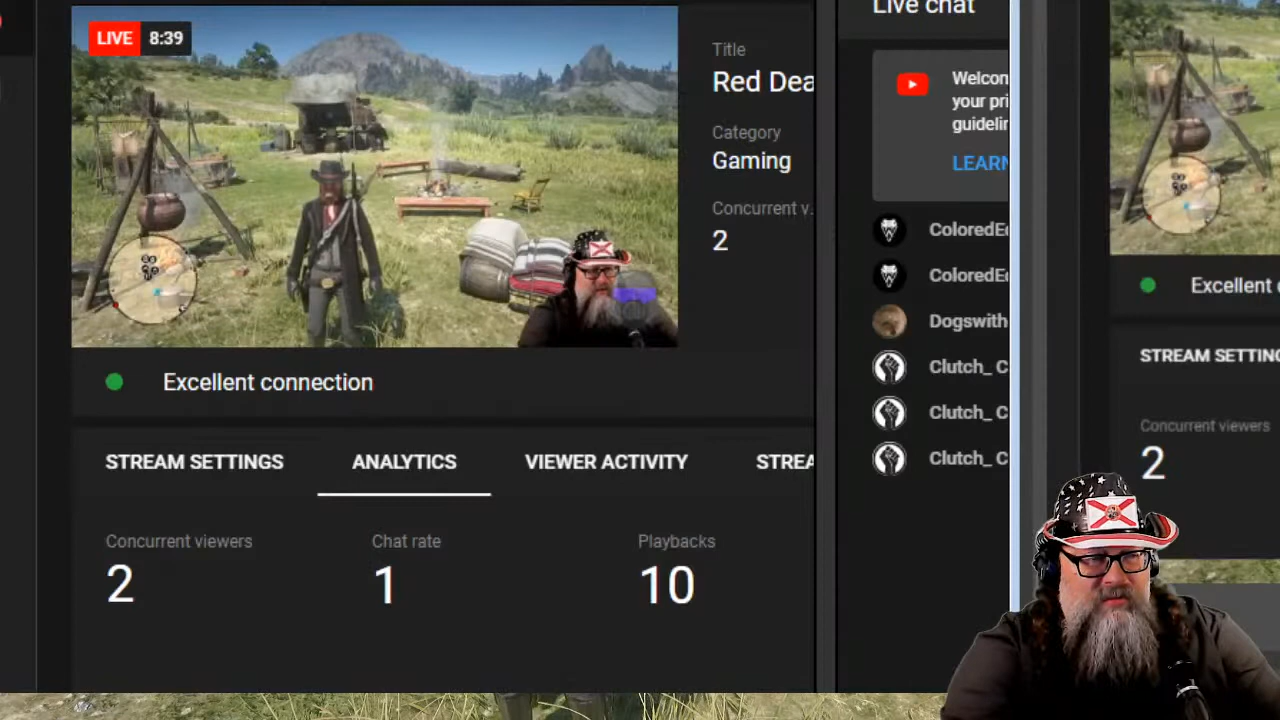 LIVE 8:39
Title
Red Dea
Category
Gaming
Concurrent v.
2
Excellent connection
STREAM SETTINGS ANALYTICS VIEWER ACTIVITY STREA
Concurrent viewers Chat rate Playbacks
2 1 10
Live chat
Welcon
your pri
guidelin
LEARN
ColoredE
ColoredE
Dogswith
Clutch_ C
Clutch_ C
Clutch_ C
Excellent c
STREAM SETTING
Concurrent viewers
2